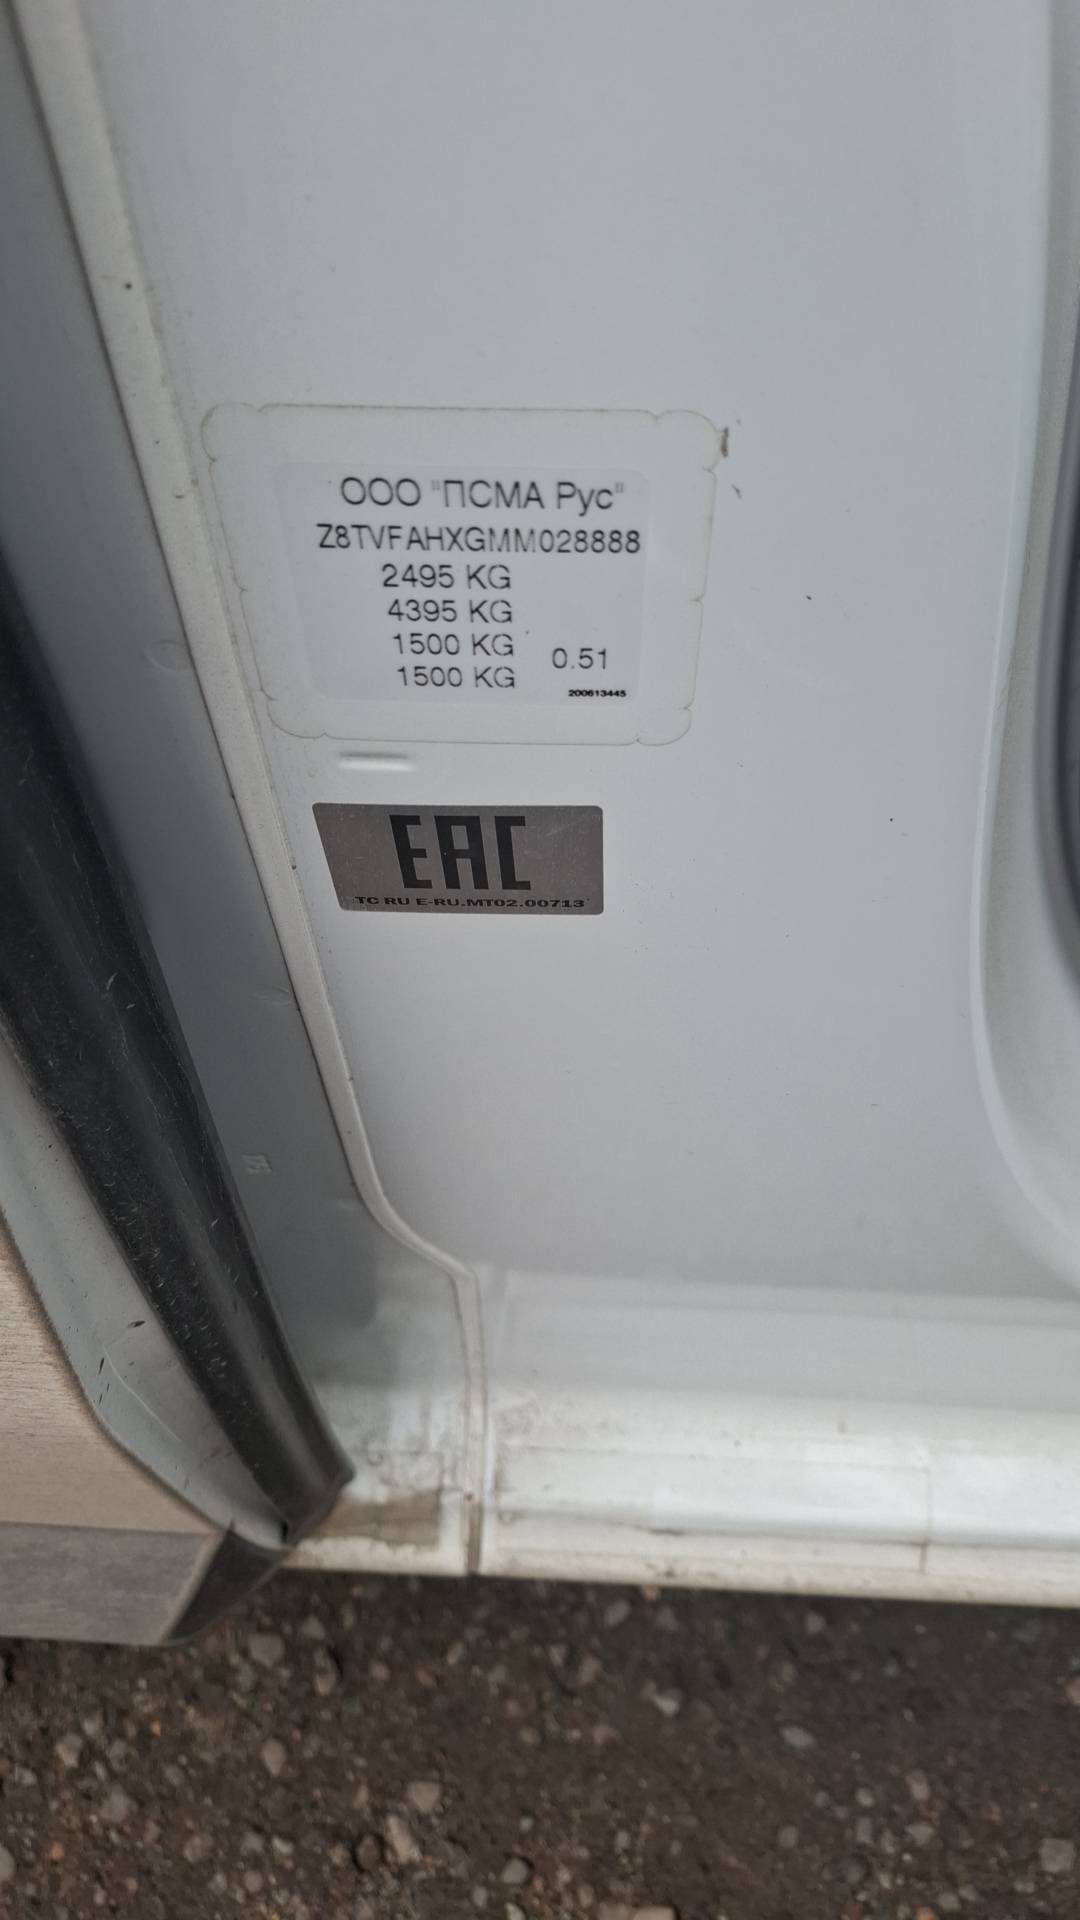 ООО "ПСМА Рус"
Z8TVFAHXGMM028888
2495 KG
4395 KG
1500 KG
1500 KG
0.51
200613445
EAC
TC RU E-RU.MT02.00713